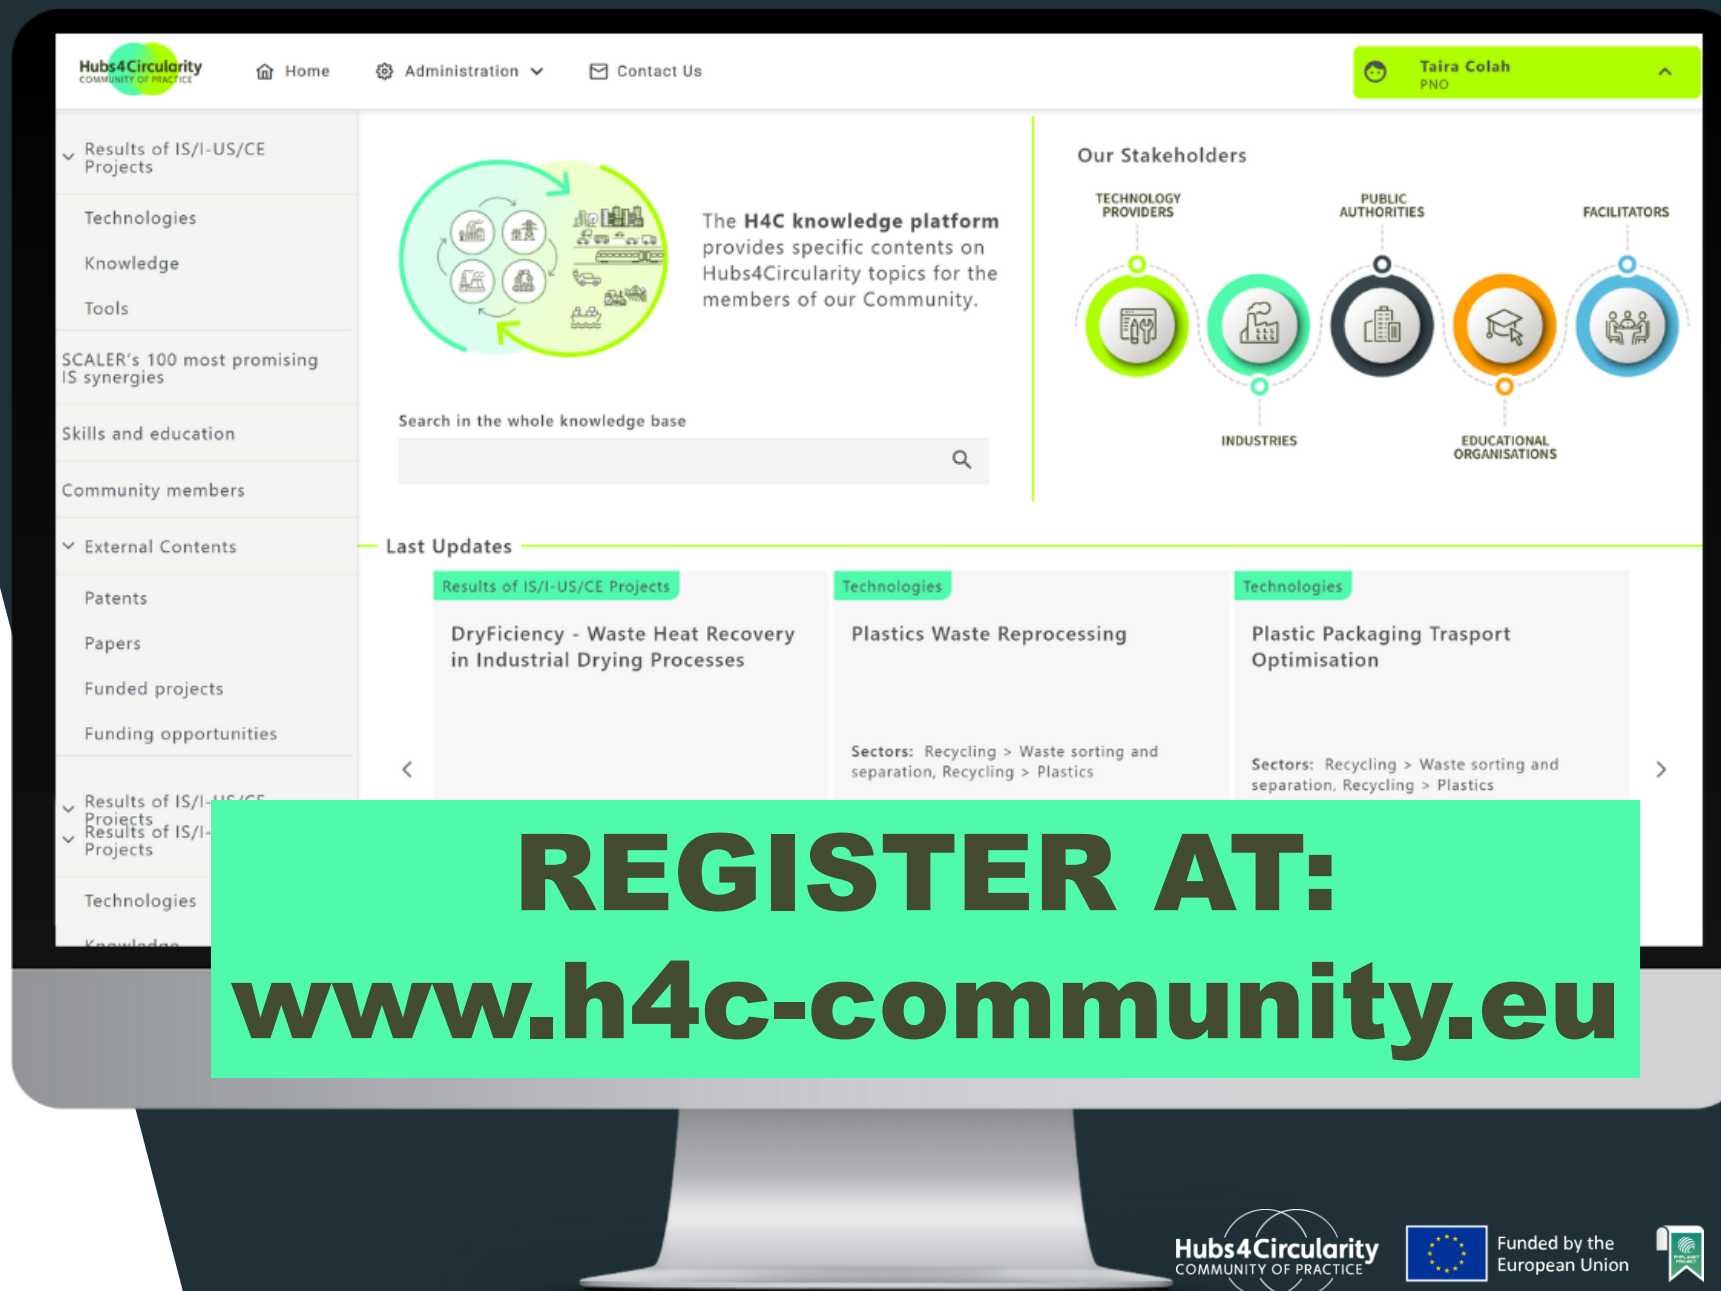 Hubs4Circularity
COMMUNITY OF PRACTICE
Home
Administration
Contact Us
Taira Colah
PNO
Results of IS/I-US/CE
Projects
Technologies
Knowledge
Tools
SCALER's 100 most promising
IS synergies
Skills and education
Community members
External Contents
Patents
Papers
Funded projects
Funding opportunities
Results of IS/I-US/CE
Projects
Results of IS/I-
Projects
Technologies
Knowledge
The H4C knowledge platform
provides specific contents on
Hubs4Circularity topics for the
members of our Community.
Search in the whole knowledge base
Our Stakeholders
TECHNOLOGY
PROVIDERS
PUBLIC
AUTHORITIES
FACILITATORS
INDUSTRIES
EDUCATIONAL
ORGANISATIONS
Last Updates
Results of IS/I-US/CE Projects
DryFiciency - Waste Heat Recovery
in Industrial Drying Processes
Technologies
Plastics Waste Reprocessing
Sectors: Recycling > Waste sorting and
separation, Recycling > Plastics
Technologies
Plastic Packaging Trasport
Optimisation
Sectors: Recycling > Waste sorting and
separation, Recycling > Plastics
REGISTER AT:
www.h4c-community.eu
Hubs4Circularity
COMMUNITY OF PRACTICE
Funded by the
European Union